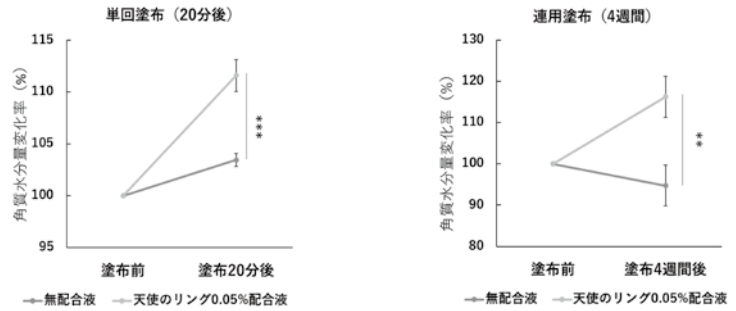 単回塗布（20分後）
角質水分量変化率（%）
115
110
105
100
95
***
塗布前
塗布20分後
無配合液
天使のリング0.05%配合液
連用塗布（4週間）
角質水分量変化率（%）
130
120
110
100
90
80
**
塗布前
塗布4週間後
無配合液
天使のリング0.05%配合液